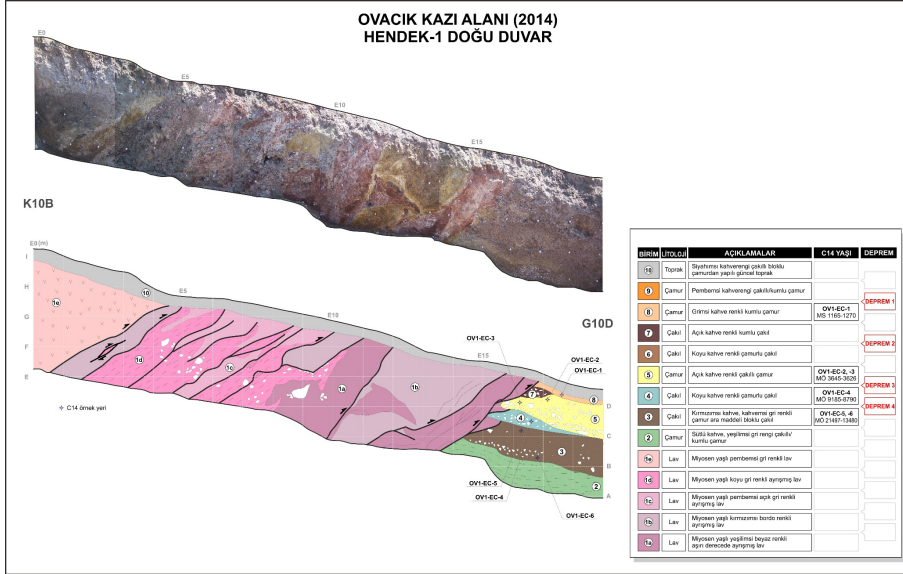 OVACIK KAZI ALANI (2014)
HENDEK-1 DOĞU DUVAR
E0
E5
E10
E15
K10B
E0 (m)
I
H
G
F
E
10
1e
E5
1d
1c
E10
1a
1b
E15
G10D
OV1-EC-3
OV1-EC-2
OV1-EC-1
7
8
D
5
4
C
3
B
2
A
OV1-EC-5
OV1-EC-4
OV1-EC-6
C14 örnek yeri
BİRİM LİTOLOJİ AÇIKLAMALAR C14 YAŞI DEPREM
10 Toprak Siyahımsı kahverengi çakıllı bloklu
çamurdan yapılı güncel toprak
9 Çamur Pembemsi kahverengi çakıllı/kumlu çamur
DEPREM 1
8 Çamur Grimsi kahve renkli kumlu çamur OV1-EC-1
MS 1165-1270
7 Çakıl Açık kahve renkli kumlu çakıl
DEPREM 2
6 Çakıl Koyu kahve renkli çamurlu çakıl
5 Çamur Açık kahve renkli çakıllı çamur OV1-EC-2, -3
MÖ 3645-3626
DEPREM 3
4 Çakıl Koyu kahve renkli çamurlu çakıl OV1-EC-4
MÖ 9185-8790
DEPREM 4
3 Çakıl Kırmızımsı kahve, kahvemsi gri renkli
çamur ara maddeli bloklu çakıl OV1-EC-5, -6
MÖ 21497-13480
2 Çamur Sütlü kahve, yeşilimsi gri rengi çakıllı/
kumlu çamur
1e Lav Miyosen yaşlı pembemsi gri renkli lav
1d Lav Miyosen yaşlı koyu gri renkli ayrışmış lav
1c Lav Miyosen yaşlı pembemsi açık gri renkli
ayrışmış lav
1b Lav Miyosen yaşlı kırmızımsı bordo renkli
ayrışmış lav
1a Lav Miyosen yaşlı yeşilimsi beyaz renkli
aşırı derecede ayrışmış lav